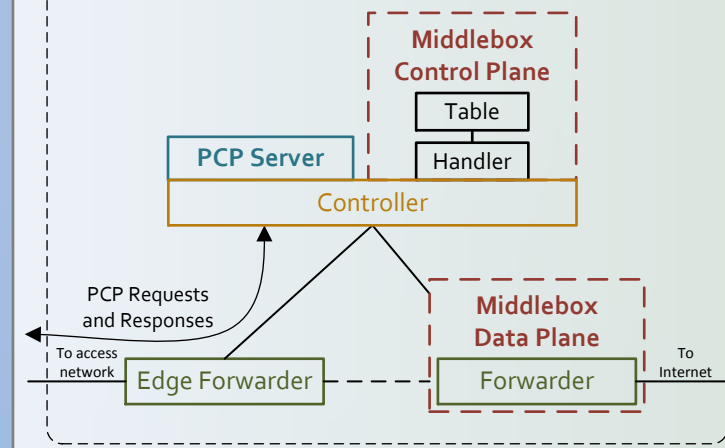 Middlebox
Control Plane
Table
PCP Server
Handler
Controller
PCP Requests
and Responses
Middlebox
Data Plane
To access
network
Edge Forwarder
Forwarder
To
Internet